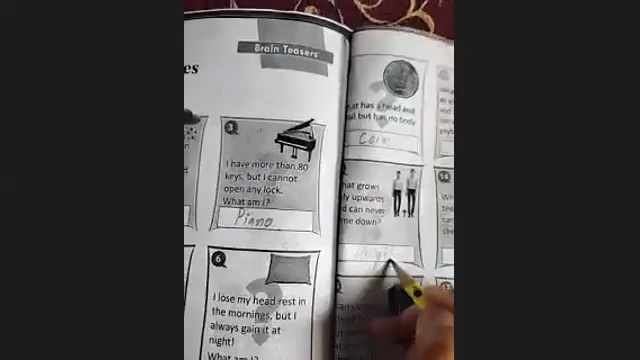 Brain Teasers
es
3
I have more than 80
keys, but I cannot
open any lock.
What am I?
Piano
6
I lose my head rest in
the mornings, but I
always gain it at
night!
What am I?
at has a head and
ail but has no body
Coin
hat grows
ly upwards
d can never
me down?
14